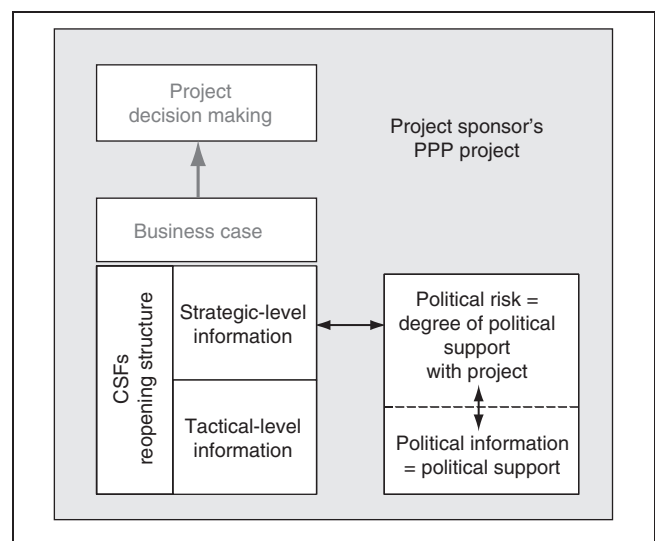 Project
decision making
Project sponsor's
PPP project
Business case
CSFs
reopening structure
Strategic-level
information
Tactical-level
information
Political risk =
degree of political
support
with project
Political information
= political support